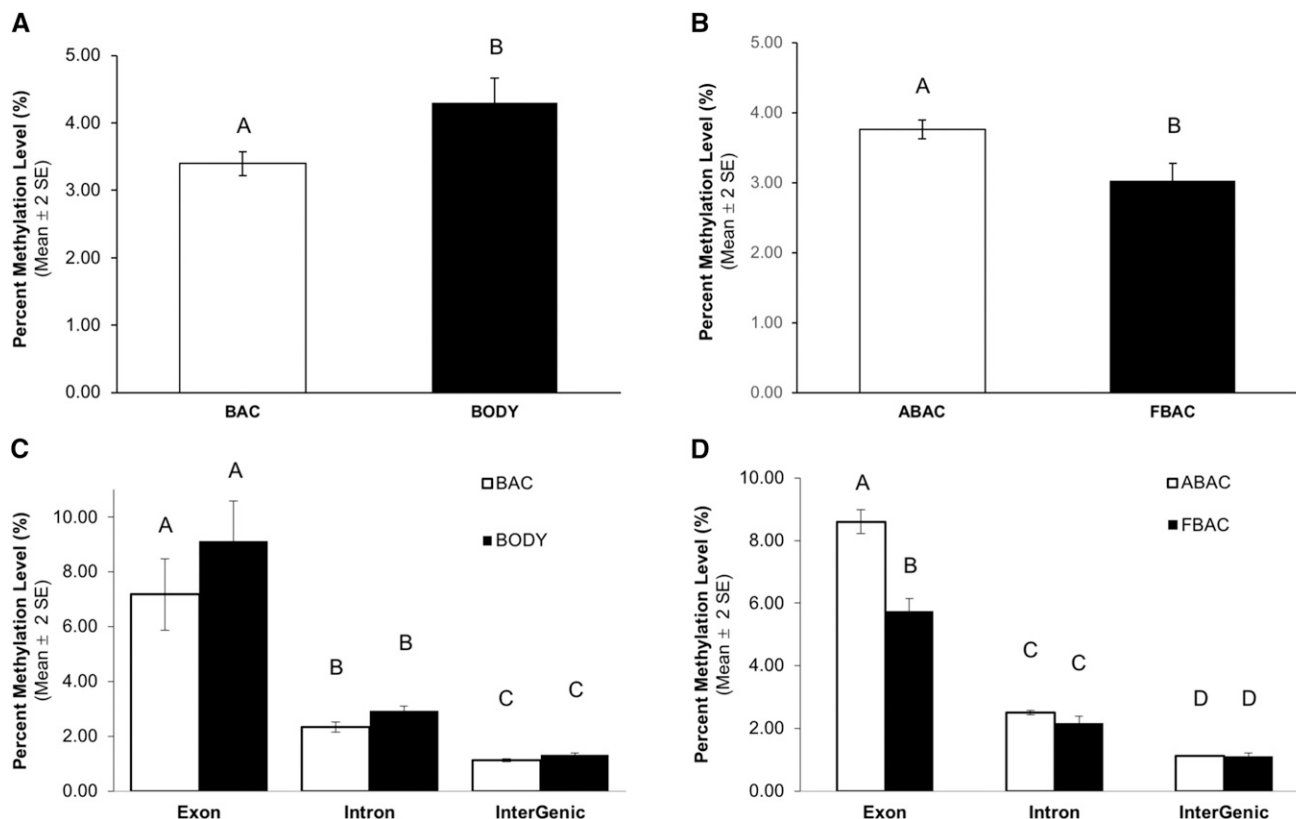 A
Percent Methylation Level (%)
(Mean ± 2 SE)
5.00
4.00
3.00
2.00
1.00
0.00
A
B
BAC
BODY
B
Percent Methylation Level (%)
(Mean ± 2 SE)
5.00
4.00
3.00
2.00
1.00
0.00
A
B
ABAC
FBAC
C
Percent Methylation Level (%)
(Mean ± 2 SE)
10.00
8.00
6.00
4.00
2.00
0.00
A
A
B
B
C
C
BAC
BODY
Exon
Intron
InterGenic
D
Percent Methylation Level (%)
(Mean ± 2 SE)
10.00
8.00
6.00
4.00
2.00
0.00
A
B
C
C
D
D
ABAC
FBAC
Exon
Intron
InterGenic